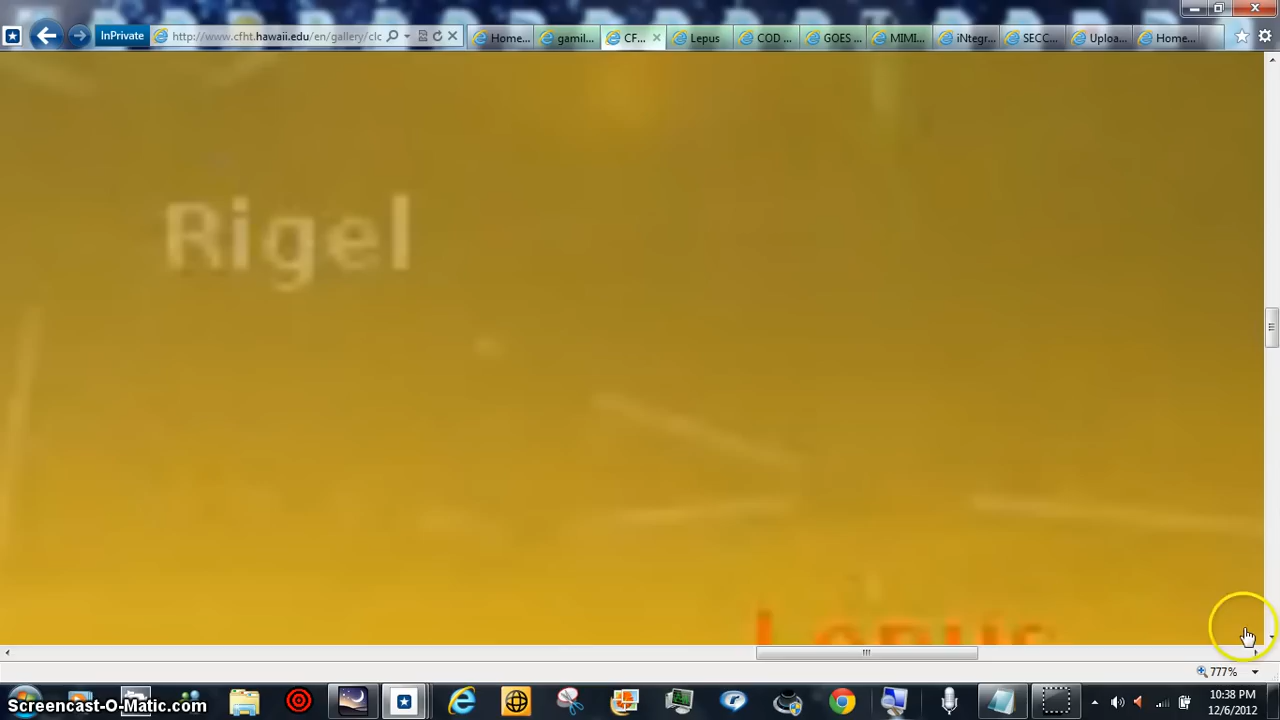 InPrivate
http://www.cfht.hawaii.edu/en/gallery/clc
Home...
gamil...
CF...
Lepus
COD ...
GOES ...
MIMI...
iNtegr...
SECC...
Uploa...
Home...
Rigel
Lepus
777%
Screencast-O-Matic.com
10:38 PM
12/6/2012